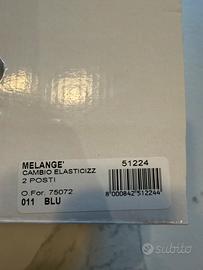 MELANGE' 51224
CAMBIO ELASTICIZZ
2 POSTI
O.For. 75072
011 BLU
8 000842 512244
subito